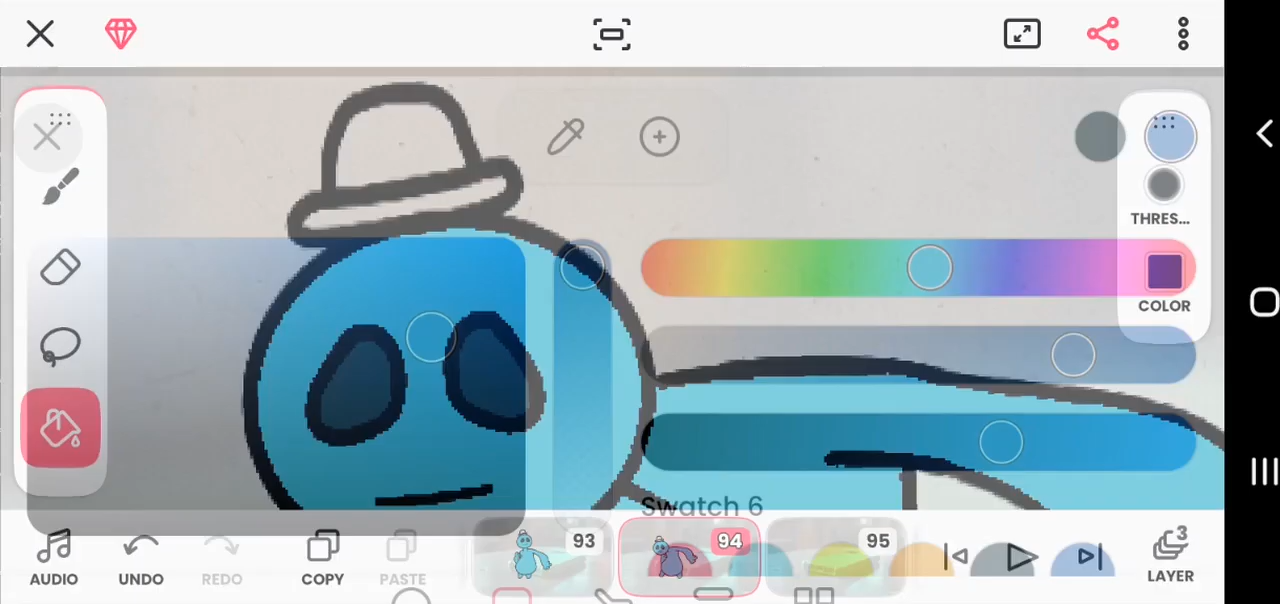 THRES...
COLOR
Swatch 6
93
94
95
AUDIO
UNDO
REDO
COPY
PASTE
3
LAYER